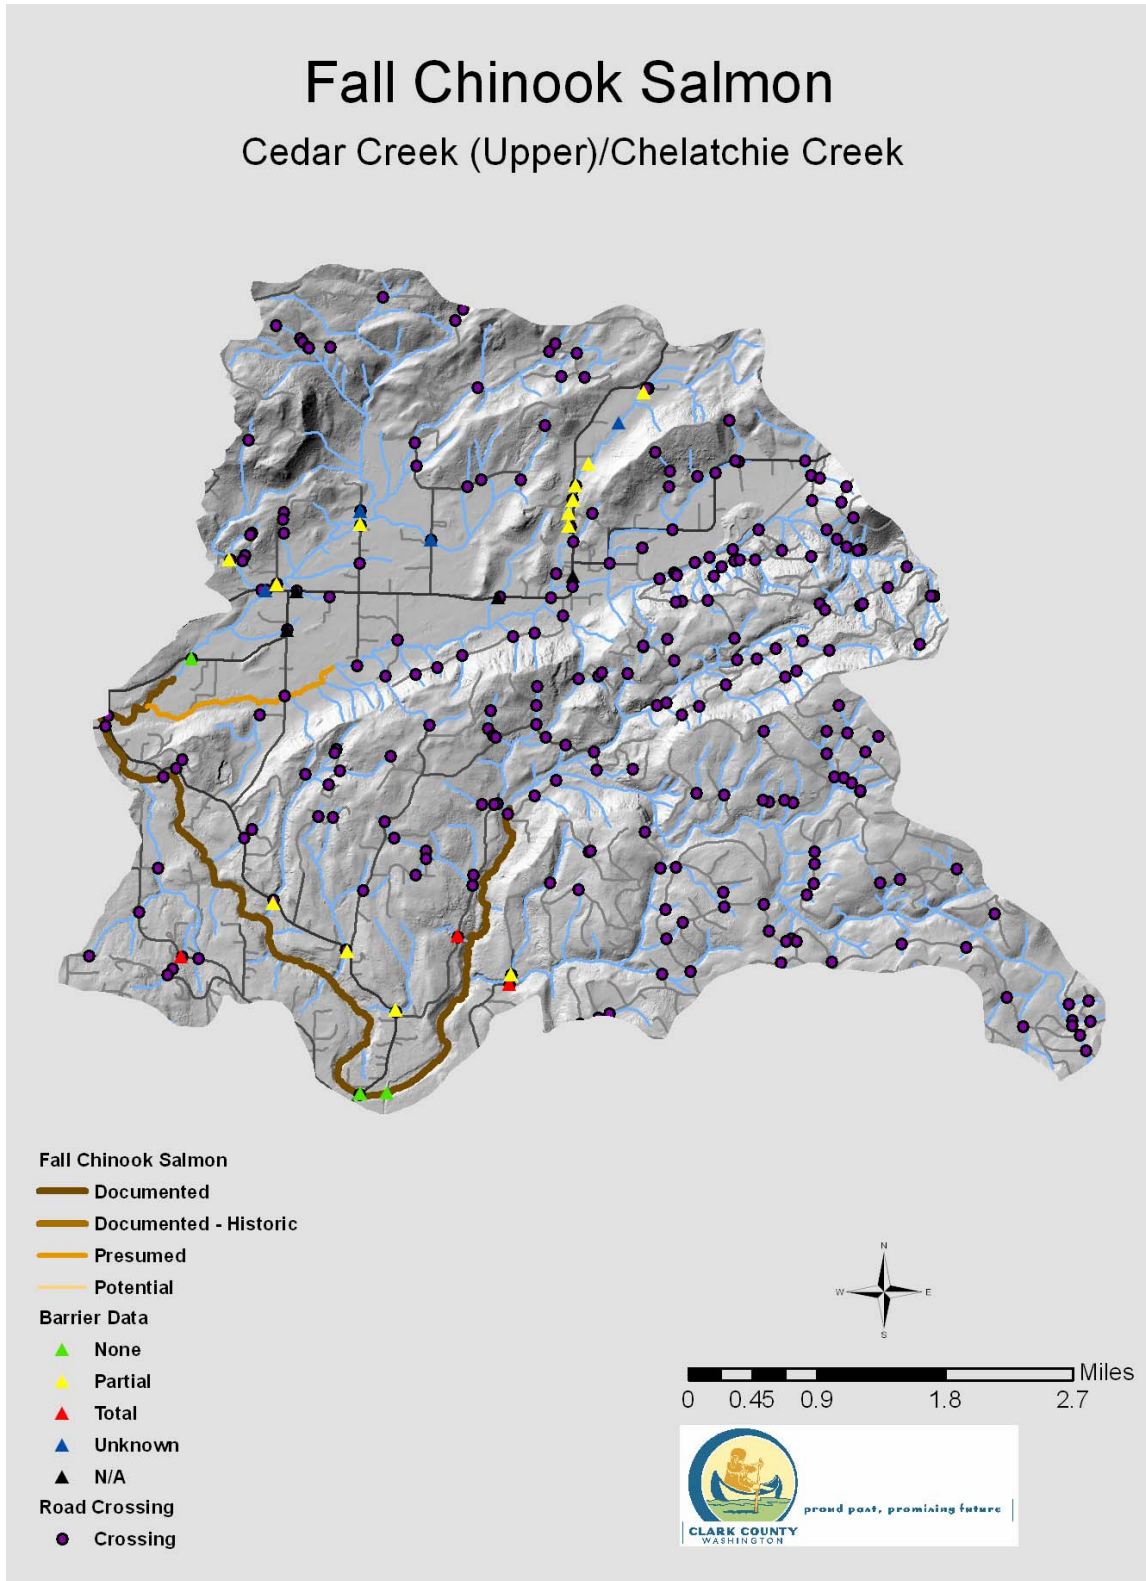 Fall Chinook Salmon
Cedar Creek (Upper)/Chelatchie Creek
Fall Chinook Salmon
Documented
Documented - Historic
Presumed
Potential
Barrier Data
None
Partial
Total
Unknown
N/A
Road Crossing
Crossing
N
W E
S
Miles
0 0.45 0.9 1.8 2.7
proud past, promising future
CLARK COUNTY
WASHINGTON